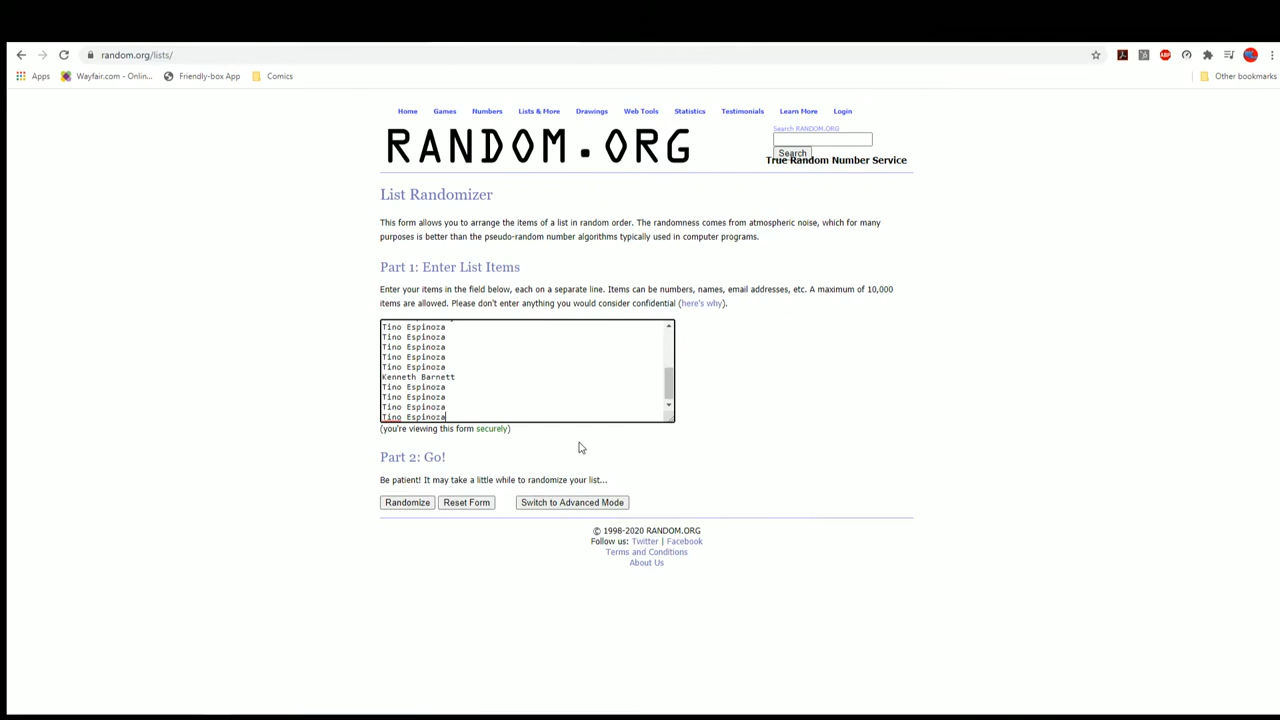 random.org/lists/
Apps Wayfair.com - Onlin... Friendly-box App Comics Other bookmarks
Home Games Numbers Lists & More Drawings Web Tools Statistics Testimonials Learn More Login
RANDOM.ORG
Search RANDOM.ORG
Search
True Random Number Service
List Randomizer
This form allows you to arrange the items of a list in random order. The randomness comes from atmospheric noise, which for many
purposes is better than the pseudo-random number algorithms typically used in computer programs.
Part 1: Enter List Items
Enter your items in the field below, each on a separate line. Items can be numbers, names, email addresses, etc. A maximum of 10,000
items are allowed. Please don't enter anything you would consider confidential (here's why).
Tino Espinoza
Tino Espinoza
Tino Espinoza
Tino Espinoza
Tino Espinoza
Kenneth Barnett
Tino Espinoza
Tino Espinoza
Tino Espinoza
Tino Espinoza
(you're viewing this form securely)
Part 2: Go!
Be patient! It may take a little while to randomize your list...
Randomize Reset Form Switch to Advanced Mode
© 1998-2020 RANDOM.ORG
Follow us: Twitter | Facebook
Terms and Conditions
About Us